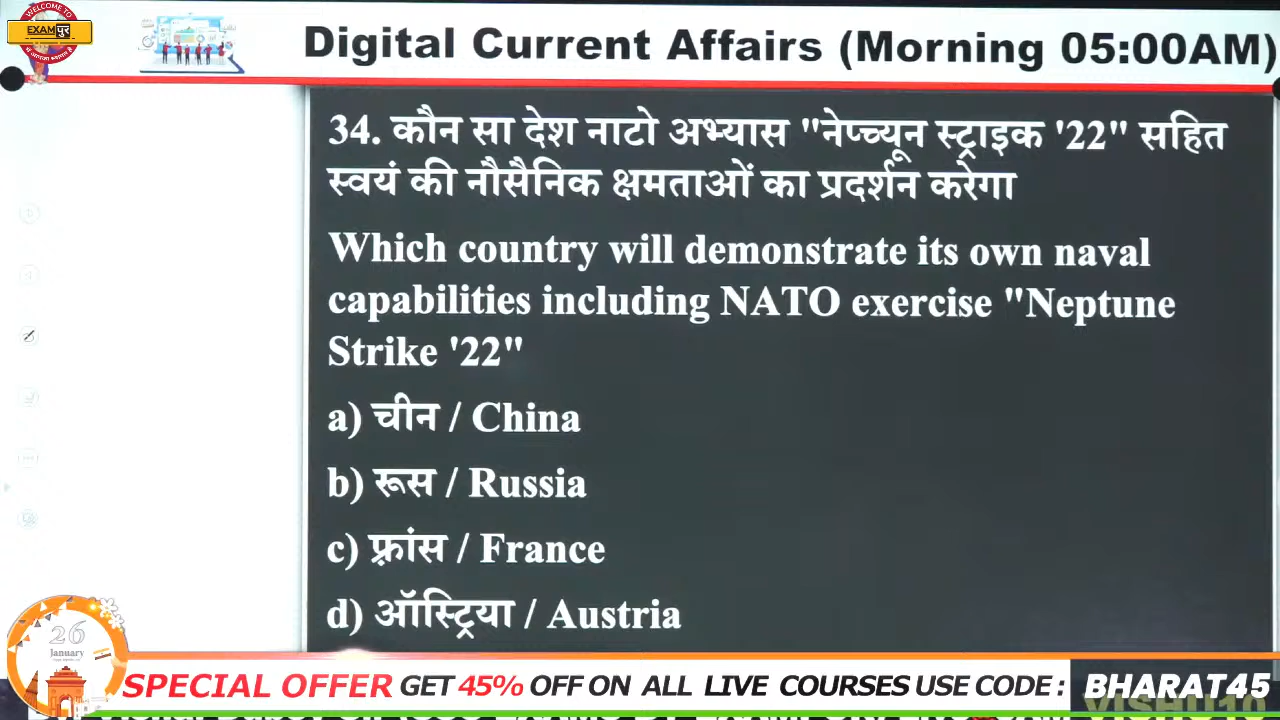 WELCOME TO
EXAMपुर
Digital Current Affairs (Morning 05:00AM)
34. कौन सा देश नाटो अभ्यास "नेप्च्यून स्ट्राइक '22" सहित
स्वयं की नौसैनिक क्षमताओं का प्रदर्शन करेगा
Which country will demonstrate its own naval
capabilities including NATO exercise "Neptune
Strike '22"
a) चीन / China
b) रूस / Russia
c) फ़्रांस / France
d) ऑस्ट्रिया / Austria
26
January
SPECIAL OFFER GET 45% OFF ON ALL LIVE COURSES USE CODE: BHARAT45